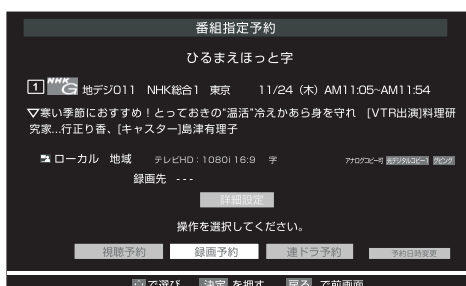 番組指定予約
ひるまえほっと字
1 NHK G 地デジ011 NHK総合1 東京 11/24（木）AM11:05~AM11:54
▽寒い季節におすすめ！とっておきの"温活"冷えかあら身を守れ [VTR出演]料理研
究家...行正り香、[キャスター]島津有理子
ローカル 地域 テレビHD：1080i 16:9 字 アナログコピー可 光デジタルコピー1 ダビング
録画先 ---
詳細設定
操作を選択してください。
視聴予約 録画予約 連ドラ予約 予約日時変更
で選び 決定 を押す 戻る で前画面